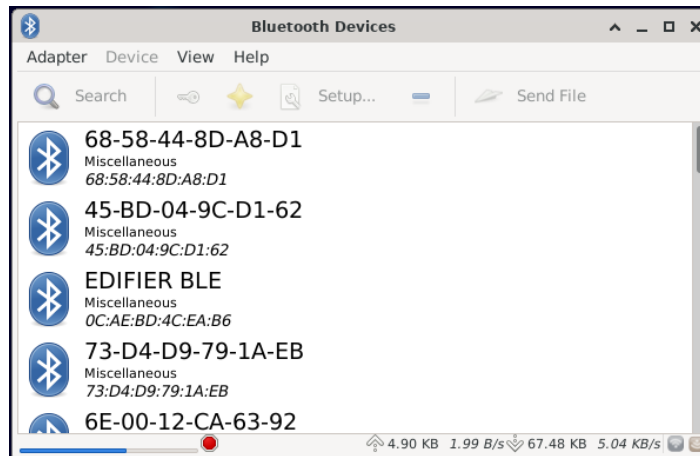 Bluetooth Devices
Adapter Device View Help
Search Setup... Send File
68-58-44-8D-A8-D1
Miscellaneous
68:58:44:8D:A8:D1
45-BD-04-9C-D1-62
Miscellaneous
45:BD:04:9C:D1:62
EDIFIER BLE
Miscellaneous
0C:AE:BD:4C:EA:B6
73-D4-D9-79-1A-EB
Miscellaneous
73:D4:D9:79:1A:EB
6E-00-12-CA-63-92
4.90 KB 1.99 B/s 67.48 KB 5.04 KB/s